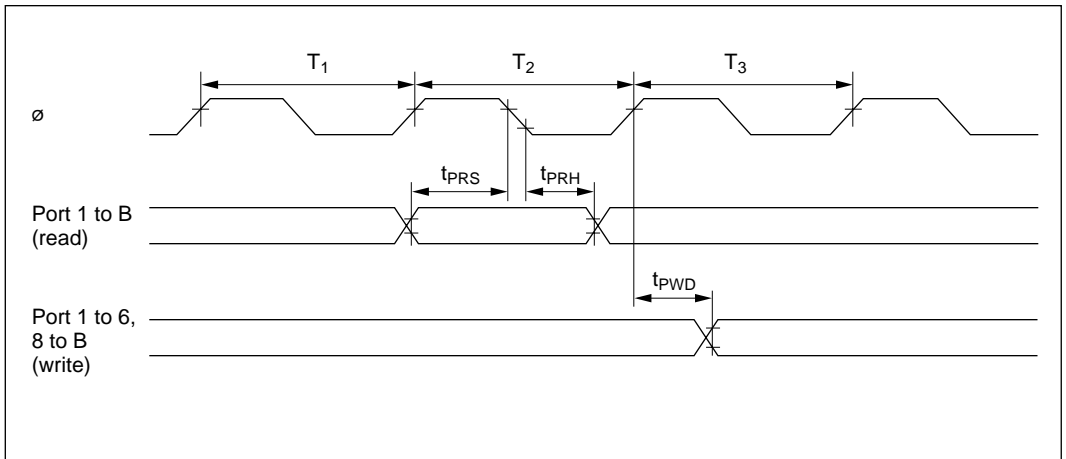 T1 T2 T3
ø
tPRS tPRH
Port 1 to B
(read)
tPWD
Port 1 to 6,
8 to B
(write)